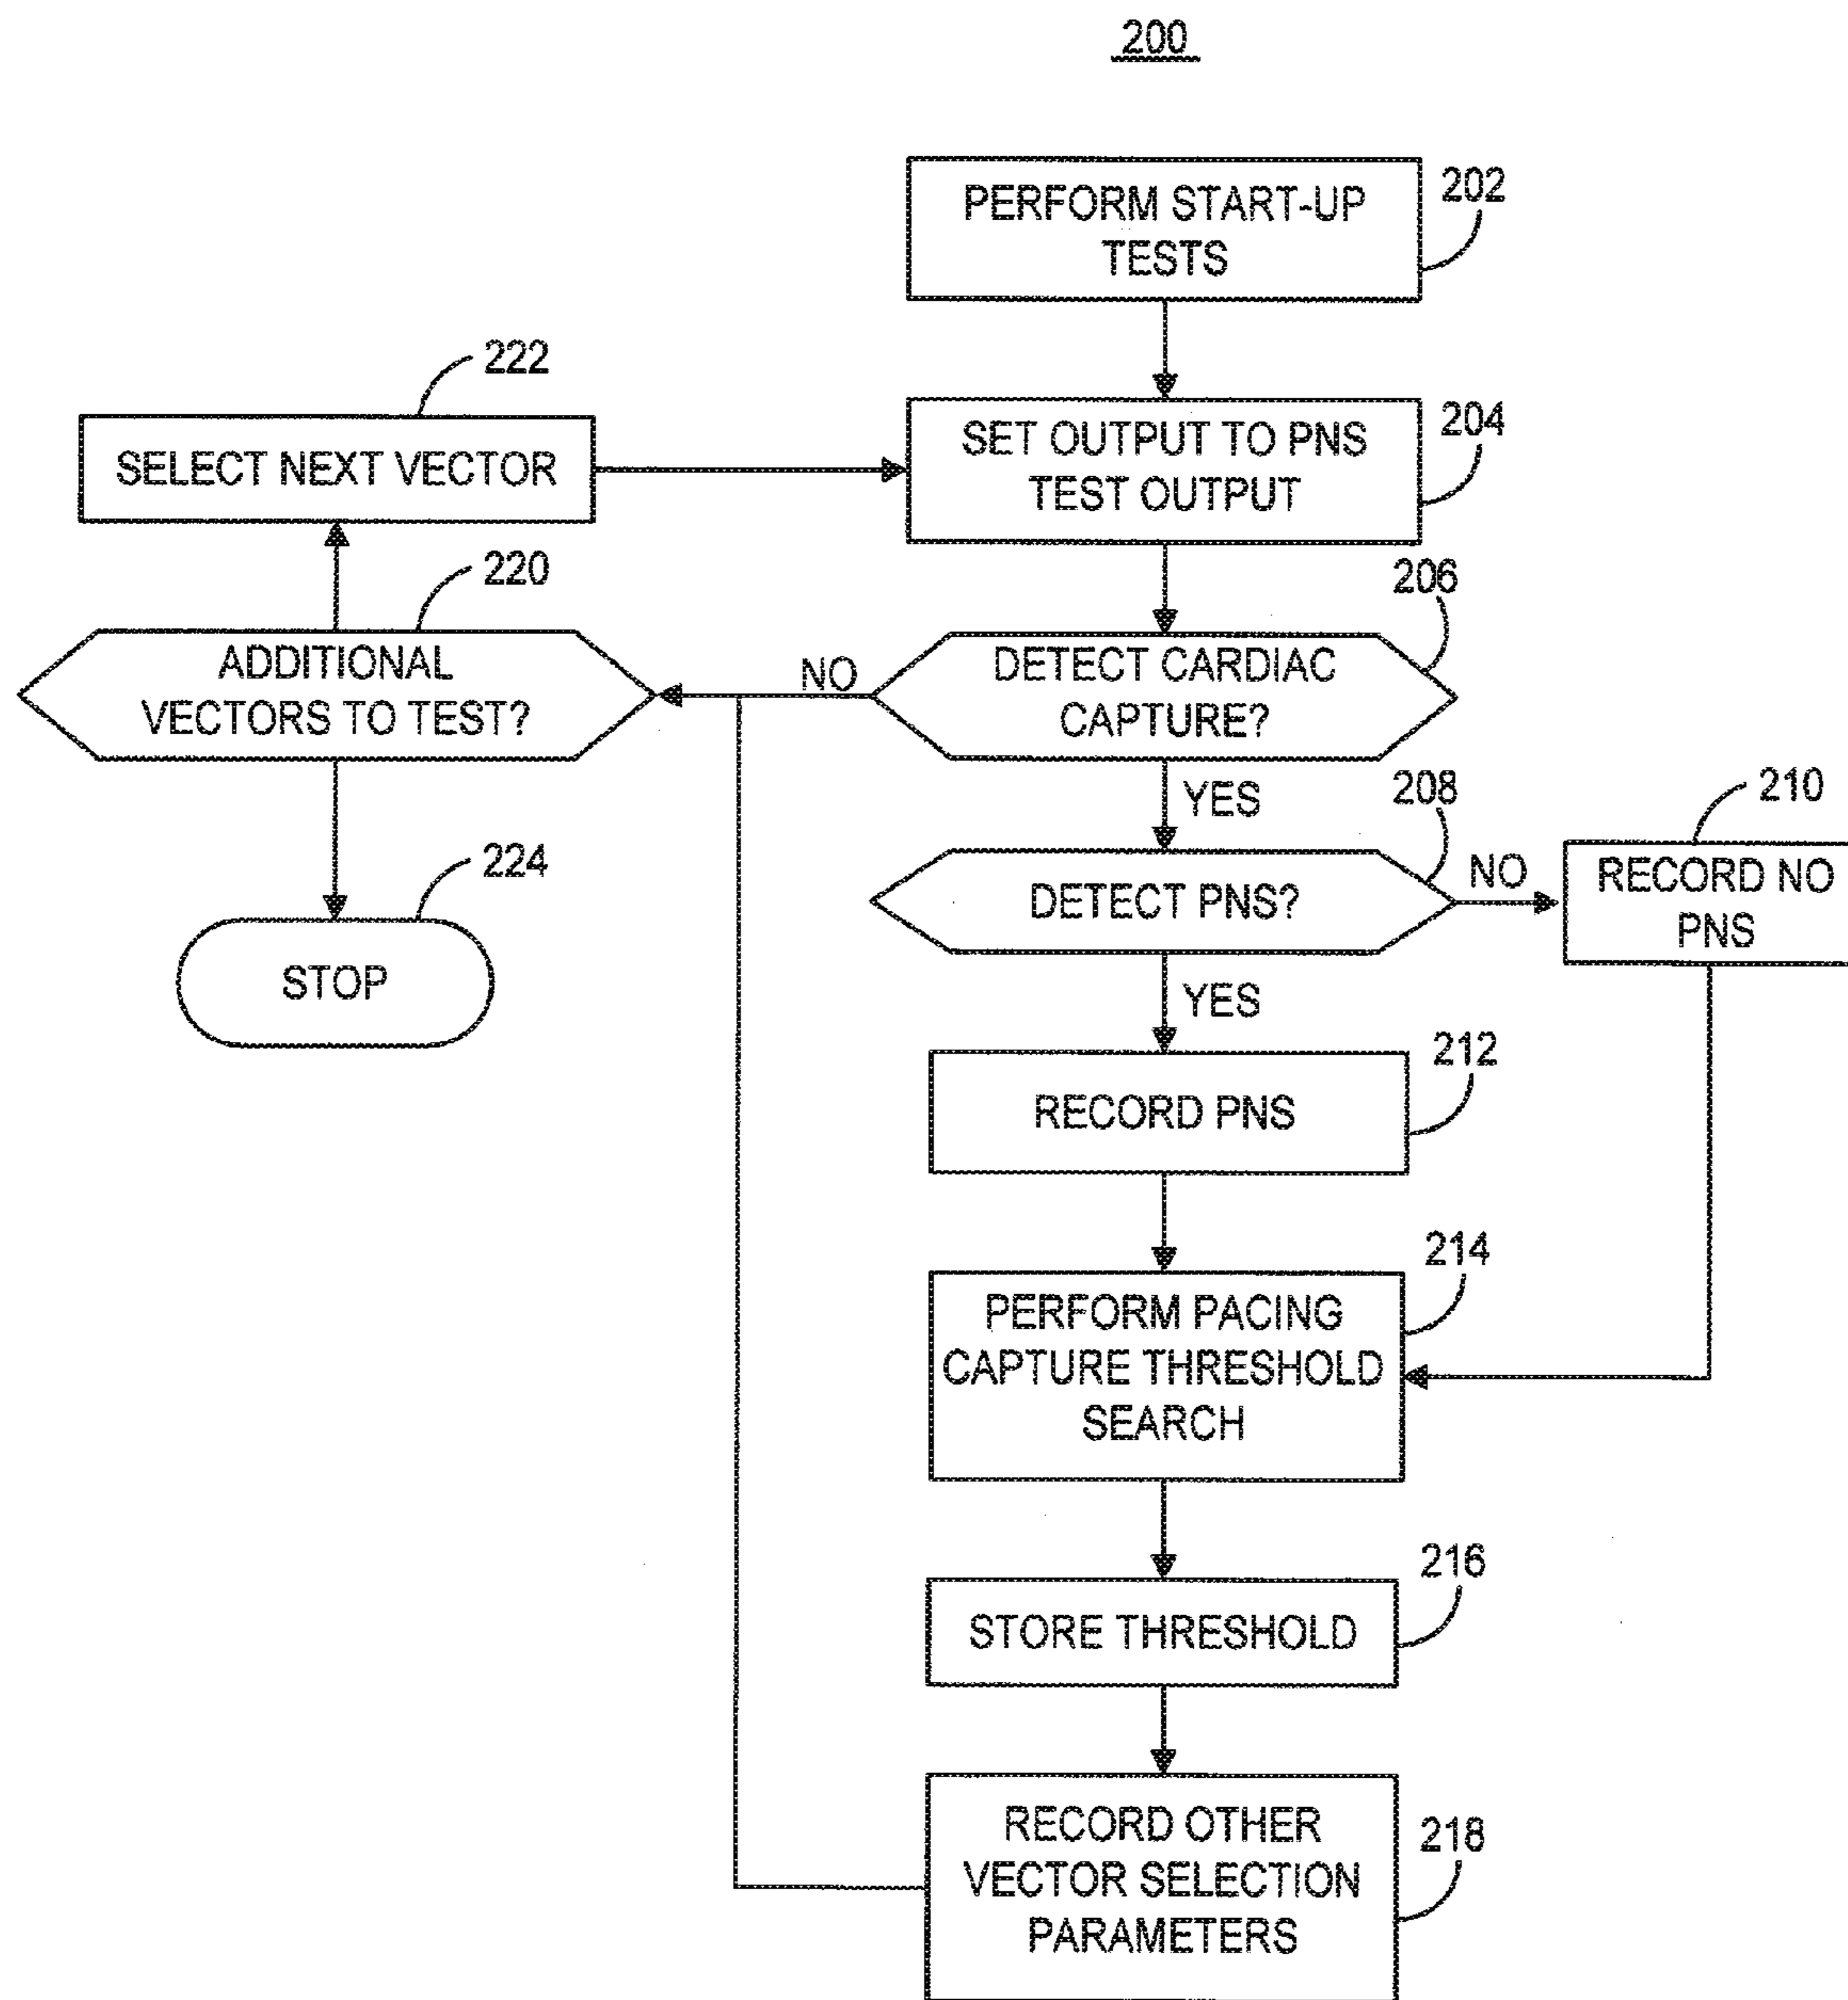 200
PERFORM START-UP
TESTS
202
222
SELECT NEXT VECTOR
SET OUTPUT TO PNS
TEST OUTPUT
204
220
ADDITIONAL
VECTORS TO TEST?
NO
DETECT CARDIAC
CAPTURE?
206
YES
224
STOP
208
DETECT PNS?
NO
210
RECORD NO
PNS
YES
212
RECORD PNS
214
PERFORM PACING
CAPTURE THRESHOLD
SEARCH
216
STORE THRESHOLD
RECORD OTHER
VECTOR SELECTION
PARAMETERS
218